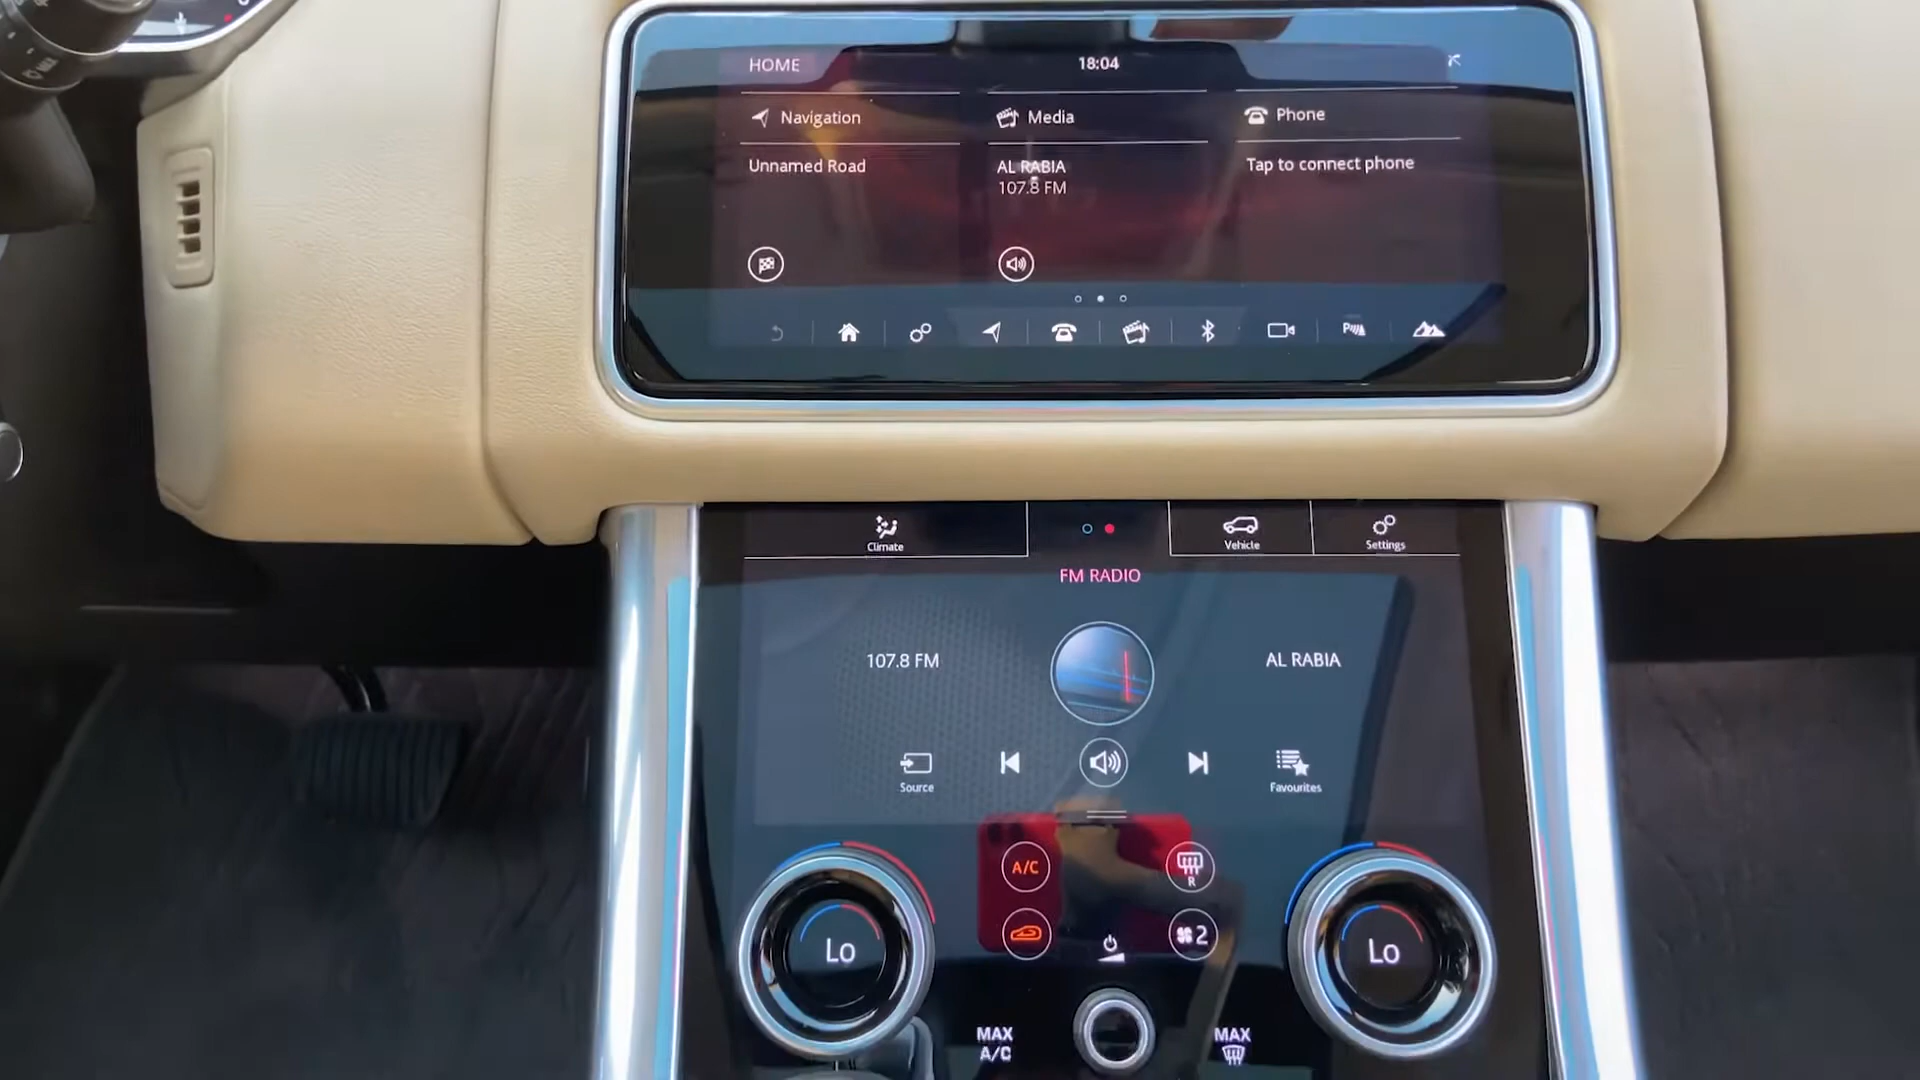 HOME
18:04
Navigation
Media
Phone
Unnamed Road
AL RABIA
107.8 FM
Tap to connect phone
Climate
Vehicle
Settings
FM RADIO
107.8 FM
AL RABIA
Source
Favourites
A/C
R
Lo
2
Lo
MAX
A/C
MAX